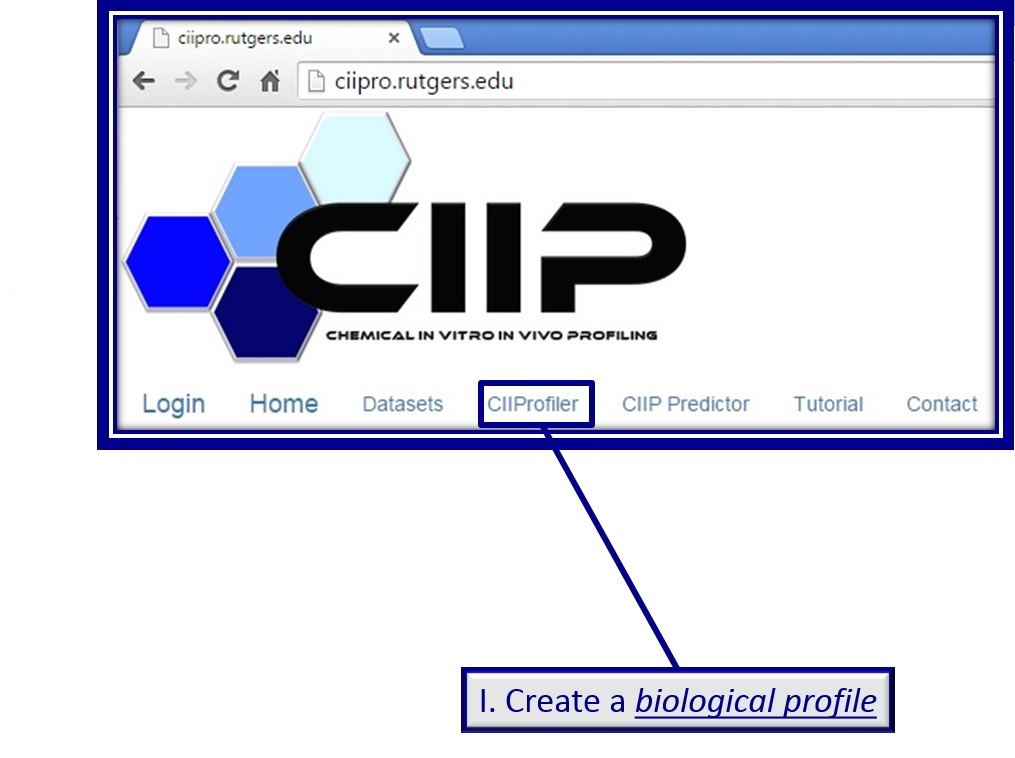 ciipro.rutgers.edu
ciipro.rutgers.edu
CIIP
CHEMICAL IN VITRO IN VIVO PROFILING
Login Home Datasets CIIProfiler CIIP Predictor Tutorial Contact
I. Create a biological profile